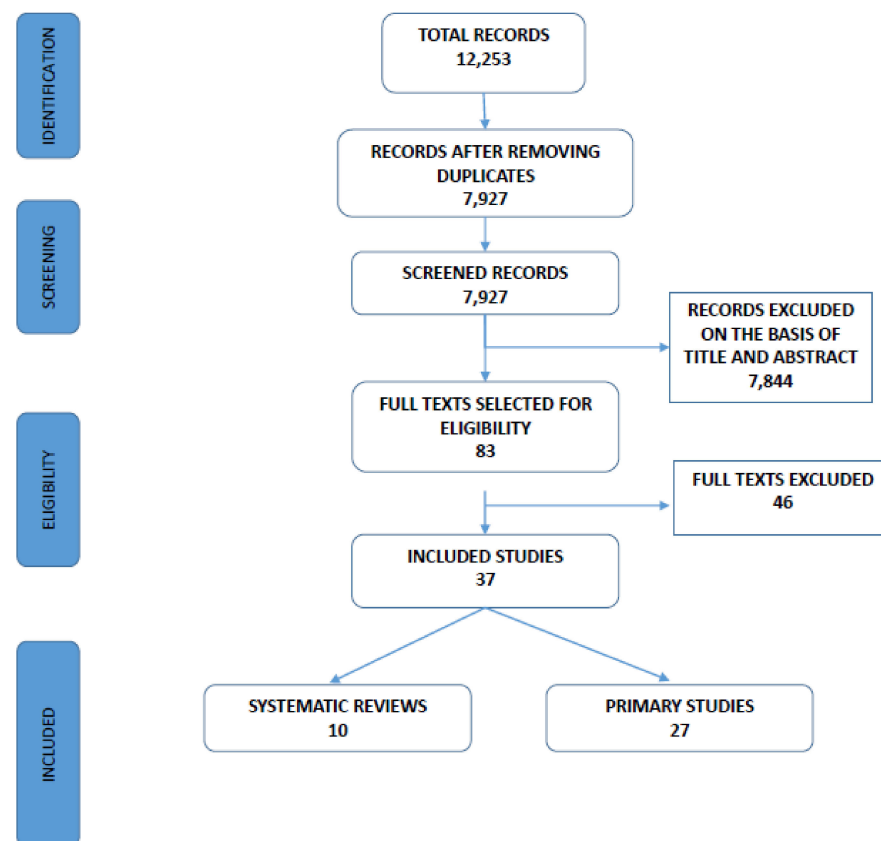 IDENTIFICATION
TOTAL RECORDS
12,253
RECORDS AFTER REMOVING
DUPLICATES
7,927
SCREENING
SCREENED RECORDS
7,927
RECORDS EXCLUDED
ON THE BASIS OF
TITLE AND ABSTRACT
7,844
ELIGIBILITY
FULL TEXTS SELECTED FOR
ELIGIBILITY
83
FULL TEXTS EXCLUDED
46
INCLUDED STUDIES
37
INCLUDED
SYSTEMATIC REVIEWS
10
PRIMARY STUDIES
27